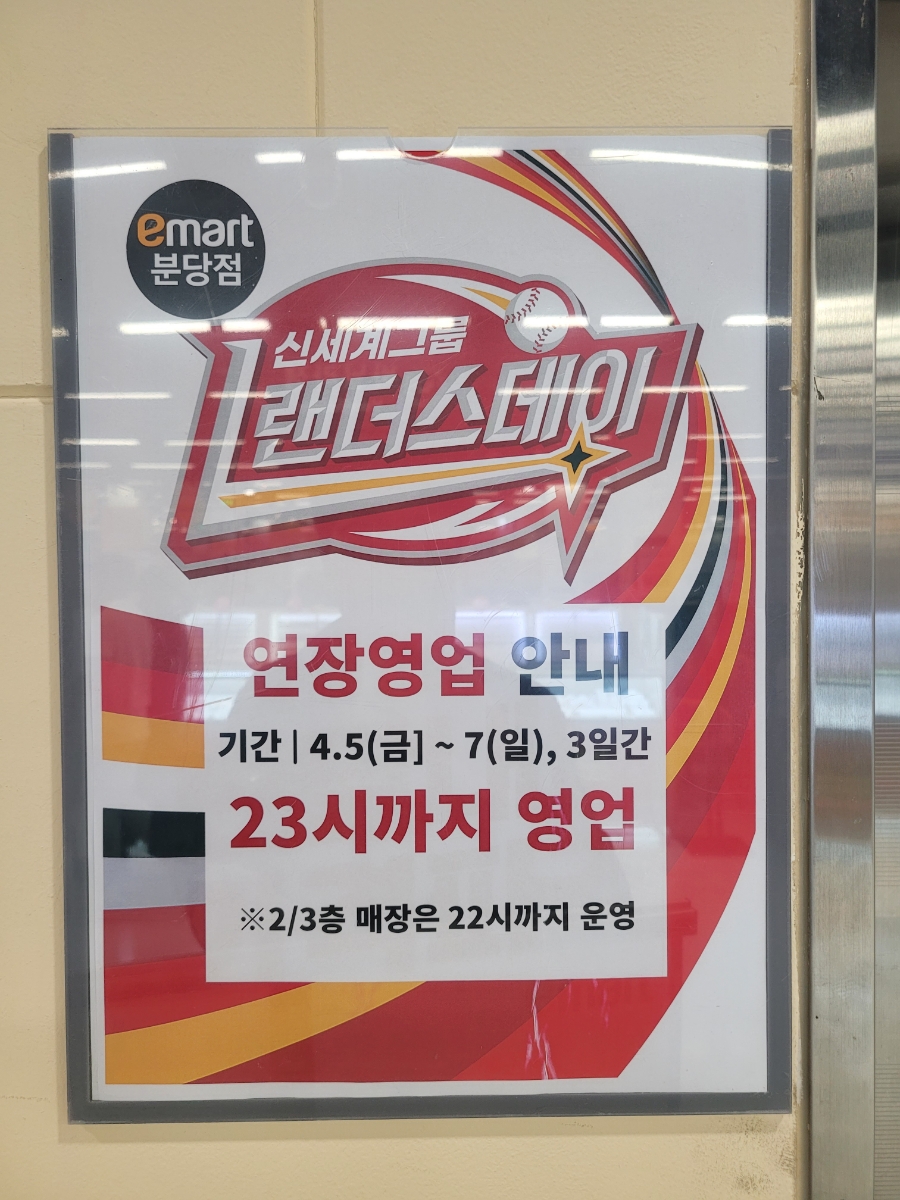 emart
분당점
신세계그룹
랜더스데이
연장영업 안내
기간 | 4.5(금] ~ 7(일), 3일간
23시까지 영업
※2/3층 매장은 22시까지 운영